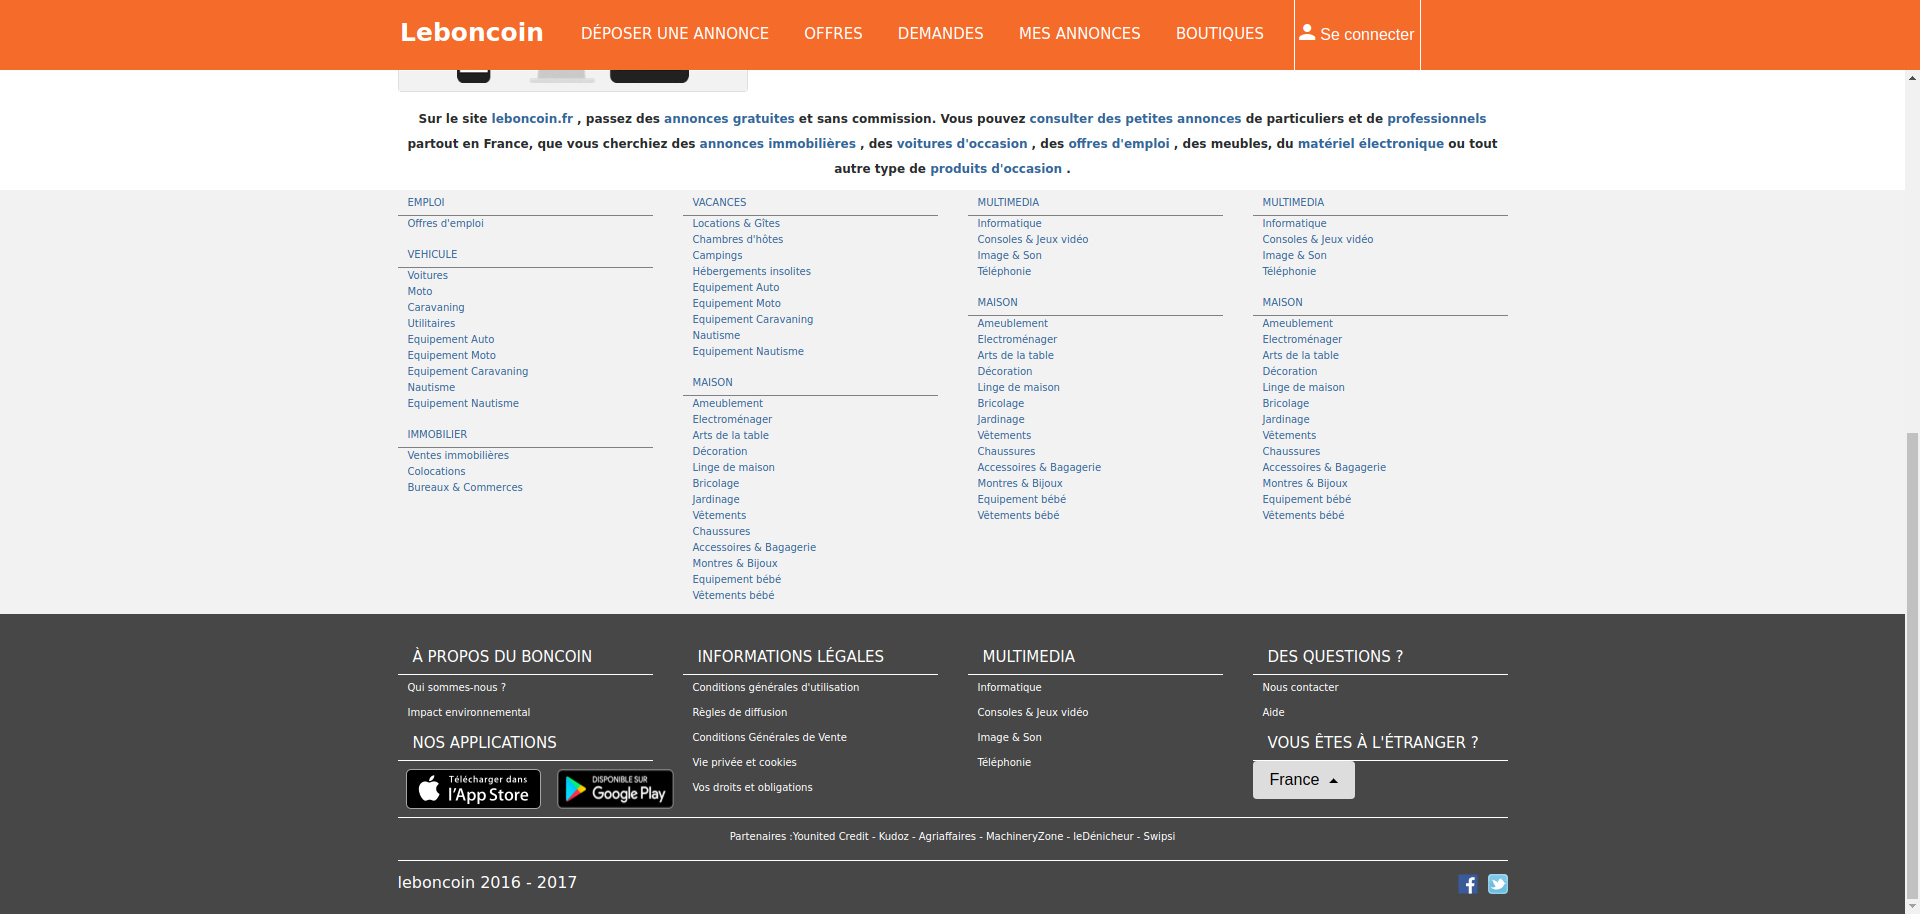 Leboncoin DÉPOSER UNE ANNONCE OFFRES DEMANDES MES ANNONCES BOUTIQUES Se connecter
Sur le site leboncoin.fr , passez des annonces gratuites et sans commission. Vous pouvez consulter des petites annonces de particuliers et de professionnels
partout en France, que vous cherchiez des annonces immobilières , des voitures d'occasion , des offres d'emploi , des meubles, du matériel électronique ou tout
autre type de produits d'occasion .
EMPLOI
Offres d'emploi
VEHICULE
Voitures
Moto
Caravaning
Utilitaires
Equipement Auto
Equipement Moto
Equipement Caravaning
Nautisme
Equipement Nautisme
IMMOBILIER
Ventes immobilières
Colocations
Bureaux & Commerces
VACANCES
Locations & Gîtes
Chambres d'hôtes
Campings
Hébergements insolites
Equipement Auto
Equipement Moto
Equipement Caravaning
Nautisme
Equipement Nautisme
MAISON
Ameublement
Electroménager
Arts de la table
Décoration
Linge de maison
Bricolage
Jardinage
Vêtements
Chaussures
Accessoires & Bagagerie
Montres & Bijoux
Equipement bébé
Vêtements bébé
MULTIMEDIA
Informatique
Consoles & Jeux vidéo
Image & Son
Téléphonie
MAISON
Ameublement
Electroménager
Arts de la table
Décoration
Linge de maison
Bricolage
Jardinage
Vêtements
Chaussures
Accessoires & Bagagerie
Montres & Bijoux
Equipement bébé
Vêtements bébé
MULTIMEDIA
Informatique
Consoles & Jeux vidéo
Image & Son
Téléphonie
MAISON
Ameublement
Electroménager
Arts de la table
Décoration
Linge de maison
Bricolage
Jardinage
Vêtements
Chaussures
Accessoires & Bagagerie
Montres & Bijoux
Equipement bébé
Vêtements bébé
À PROPOS DU BONCOIN
Qui sommes-nous ?
Impact environnemental
NOS APPLICATIONS
Télécharger dans
l'App Store
DISPONIBLE SUR
Google Play
INFORMATIONS LÉGALES
Conditions générales d'utilisation
Règles de diffusion
Conditions Générales de Vente
Vie privée et cookies
Vos droits et obligations
MULTIMEDIA
Informatique
Consoles & Jeux vidéo
Image & Son
Téléphonie
DES QUESTIONS ?
Nous contacter
Aide
VOUS ÊTES À L'ÉTRANGER ?
France
Partenaires :Younited Credit - Kudoz - Agriaffaires - MachineryZone - leDénicheur - Swipsi
leboncoin 2016 - 2017